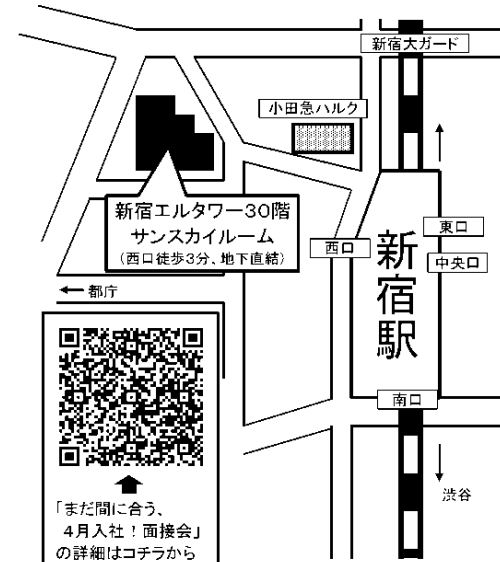 新宿大ガード
小田急ハルク
新宿エルタワー30階
サンスカイルーム
(西口徒歩3分、地下直結)
西口
東口
中央口
新宿駅
←都庁
南口
渋谷
「まだ間に合う、
4月入社!面接会」
の詳細はコチラから